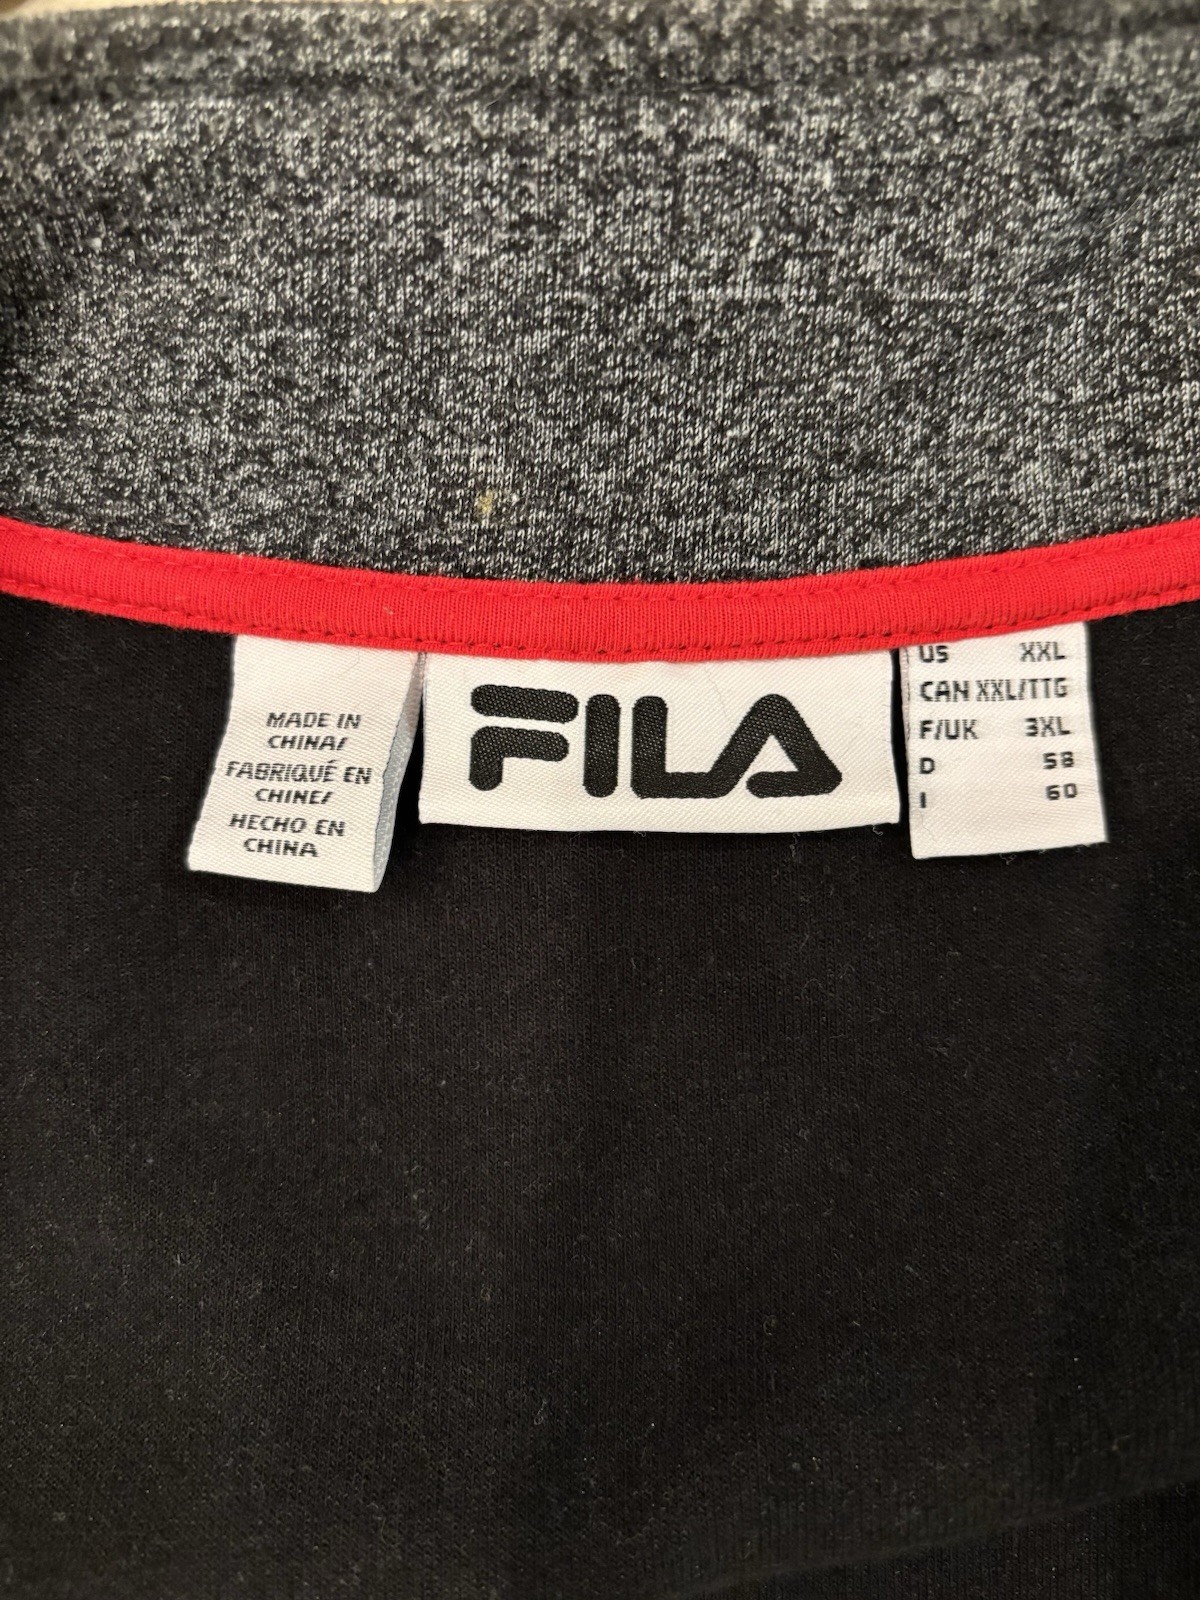 MADE IN
CHINA/
FABRIQUÉ EN
CHINE/
HECHO EN
CHINA
FILA
US XXL
CAN XXL/TTG
F/UK 3XL
D 58
I 60